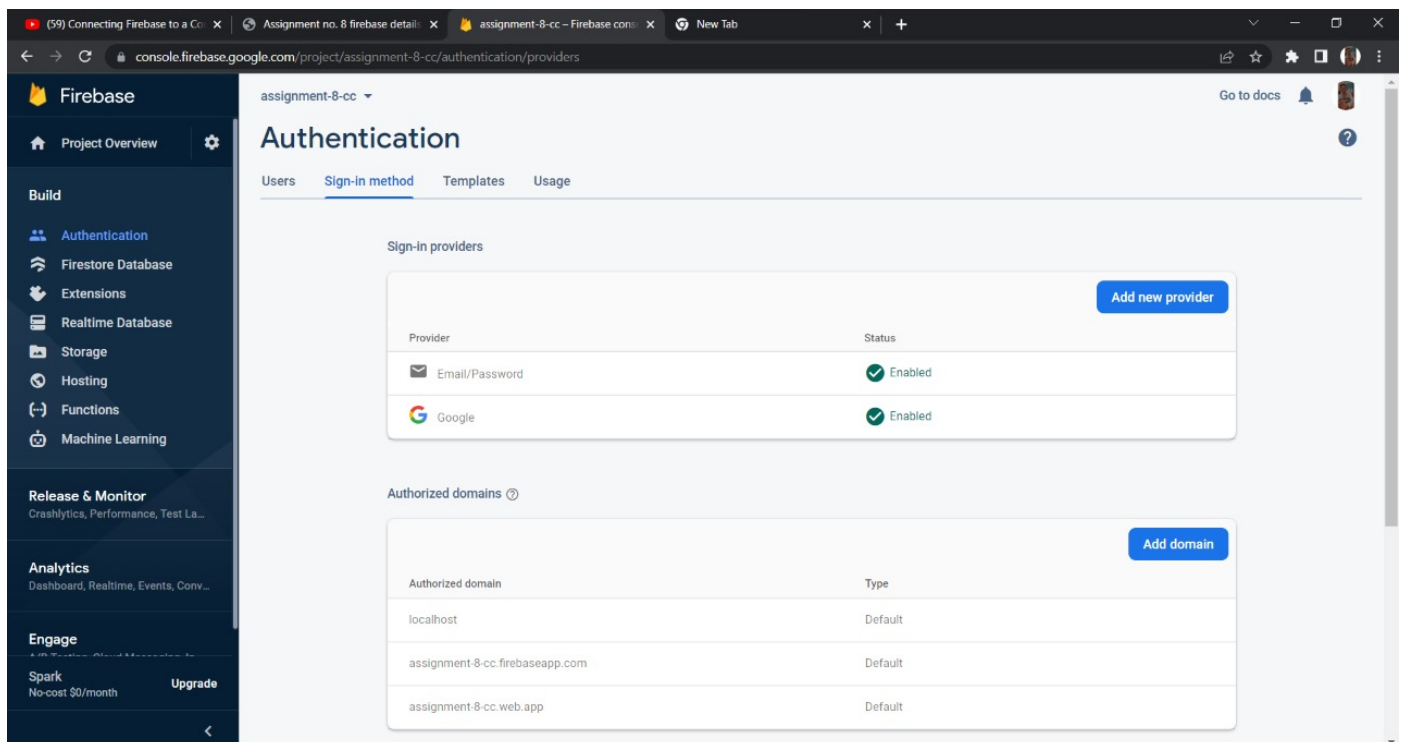 (59) Connecting Firebase to a Co
Assignment no. 8 firebase details
assignment-8-cc – Firebase cons
New Tab
console.firebase.google.com/project/assignment-8-cc/authentication/providers
Firebase
assignment-8-cc
Go to docs
Project Overview
Authentication
Users Sign-in method Templates Usage
Build
Authentication
Firestore Database
Extensions
Realtime Database
Storage
Hosting
Functions
Machine Learning
Release & Monitor
Crashlytics, Performance, Test La...
Analytics
Dashboard, Realtime, Events, Conv...
Engage
A/B Testing, Cloud Messaging, In
Spark
No-cost $0/month
Upgrade
Sign-in providers
Add new provider
Provider Status
Email/Password Enabled
Google Enabled
Authorized domains
Add domain
Authorized domain Type
localhost Default
assignment-8-cc.firebaseapp.com Default
assignment-8-cc.web.app Default